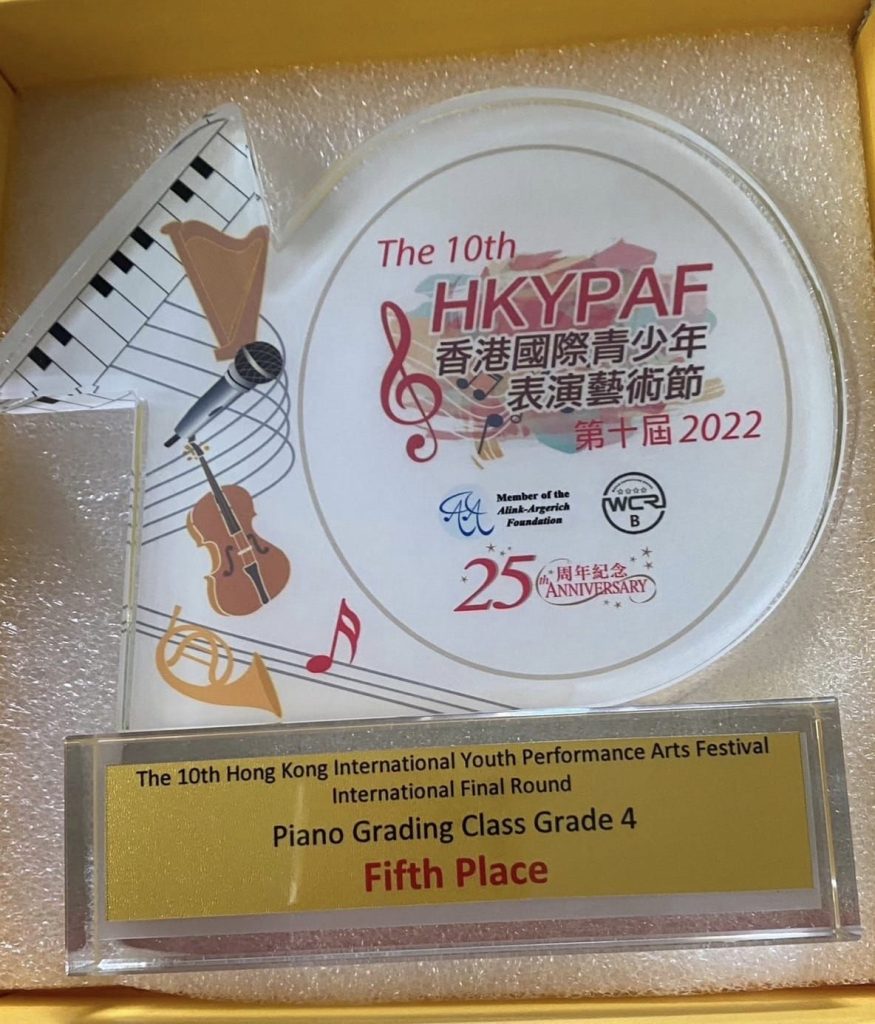 The 10th
HKYPAF
香港國際青少年
表演藝術節
第十屆 2022
Member of the
Alink-Argerich
Foundation
WCR
B
25th 周年紀念
ANNIVERSARY
The 10th Hong Kong International Youth Performance Arts Festival
International Final Round
Piano Grading Class Grade 4
Fifth Place